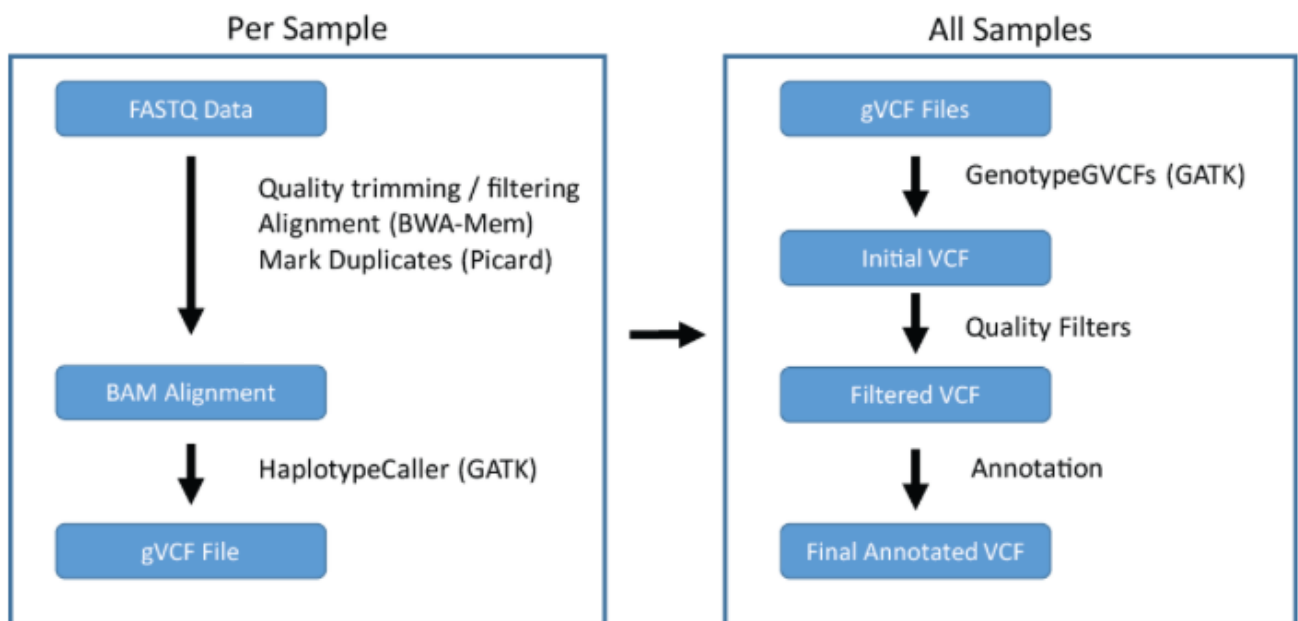 Per Sample
FASTQ Data
Quality trimming / filtering
Alignment (BWA-Mem)
Mark Duplicates (Picard)
BAM Alignment
HaplotypeCaller (GATK)
gVCF File
All Samples
gVCF Files
GenotypeGVCFs (GATK)
Initial VCF
Quality Filters
Filtered VCF
Annotation
Final Annotated VCF